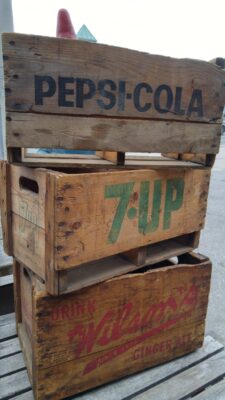 PEPSI-COLA
7-UP
DRINK
Wilson's
GINGER ALE